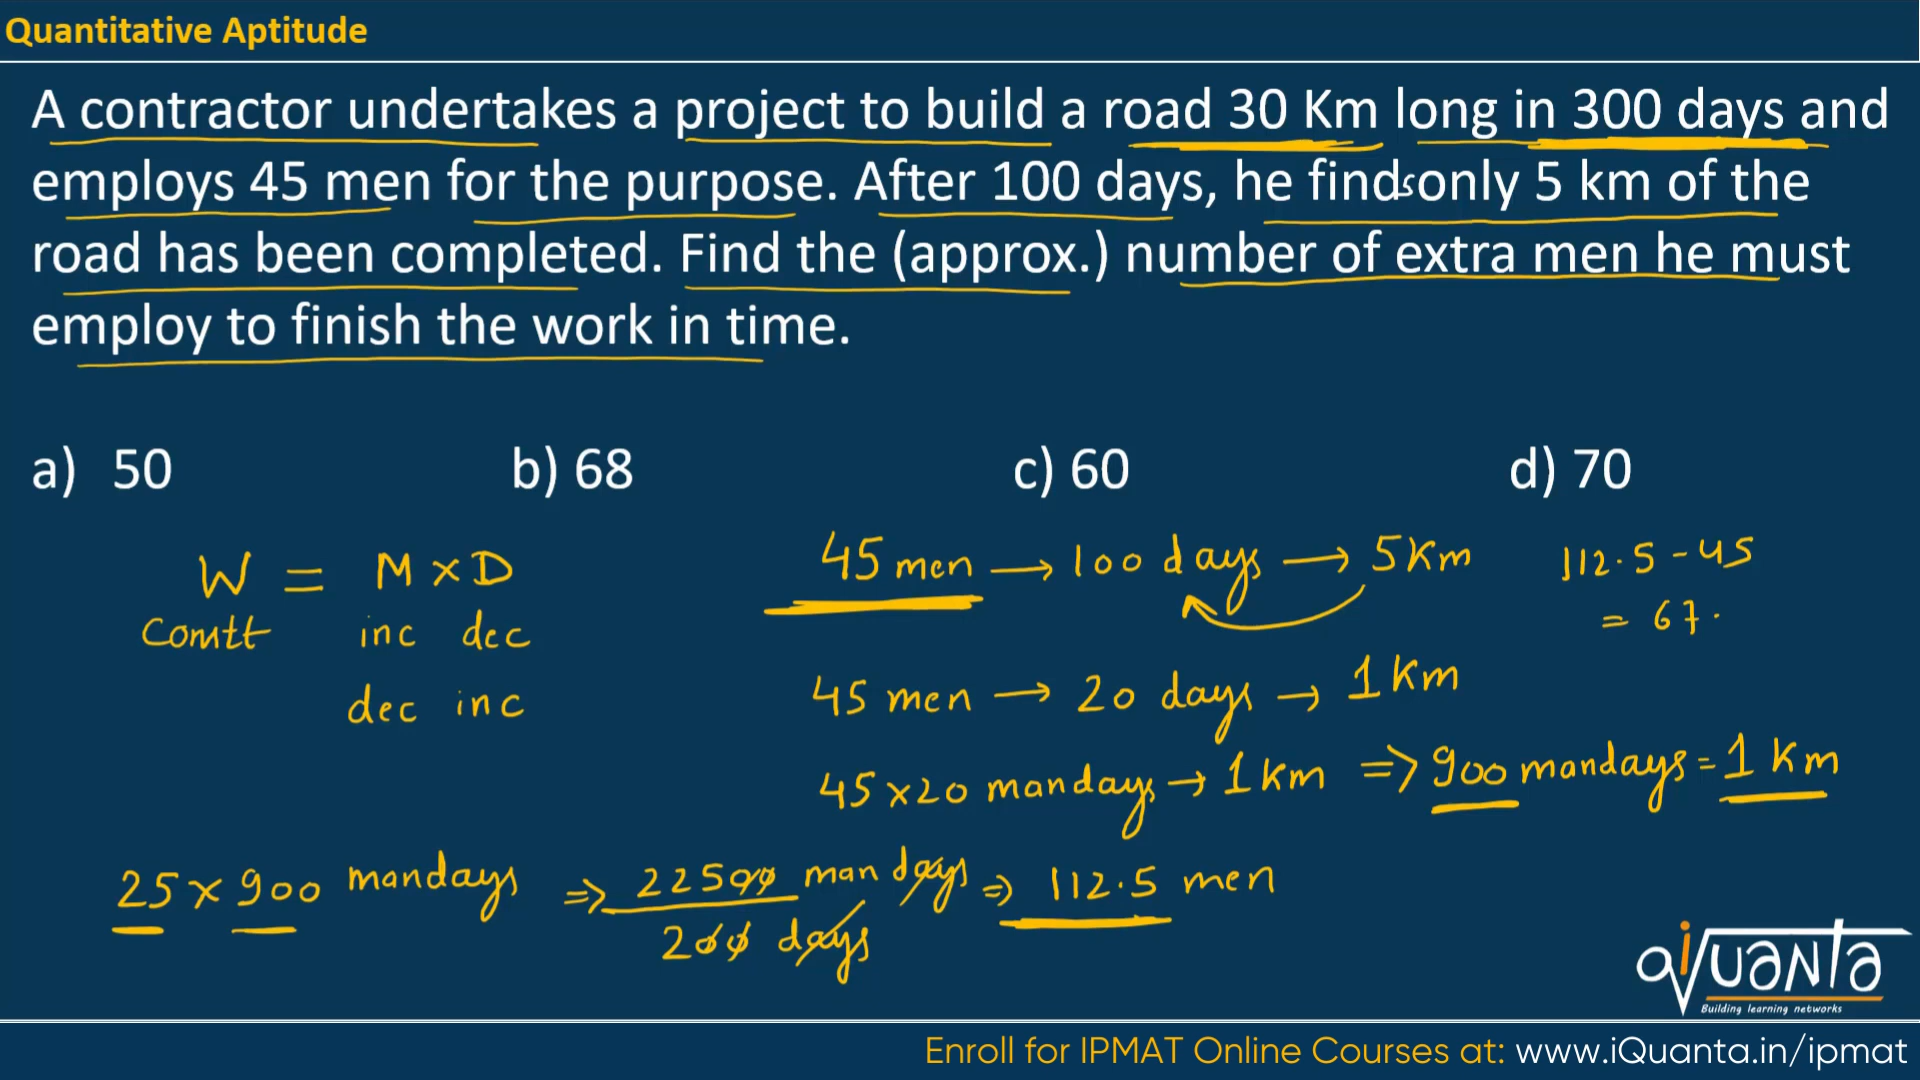 Quantitative Aptitude
A contractor undertakes a project to build a road 30 Km long in 300 days and
employs 45 men for the purpose. After 100 days, he finds only 5 km of the
road has been completed. Find the (approx.) number of extra men he must
employ to finish the work in time.
a) 50 b) 68 c) 60 d) 70
W = M × D
Constt inc dec
dec inc
45 men → 100 days → 5 Km
112.5 - 45
= 67.
45 men → 20 days → 1 Km
45 × 20 mandays → 1 Km ⇒ 900 mandays = 1 Km
25 × 900 mandays ⇒ 22500 man days ⇒ 112.5 men
200 days
iQuanta
Building learning networks
Enroll for IPMAT Online Courses at: www.iQuanta.in/ipmat